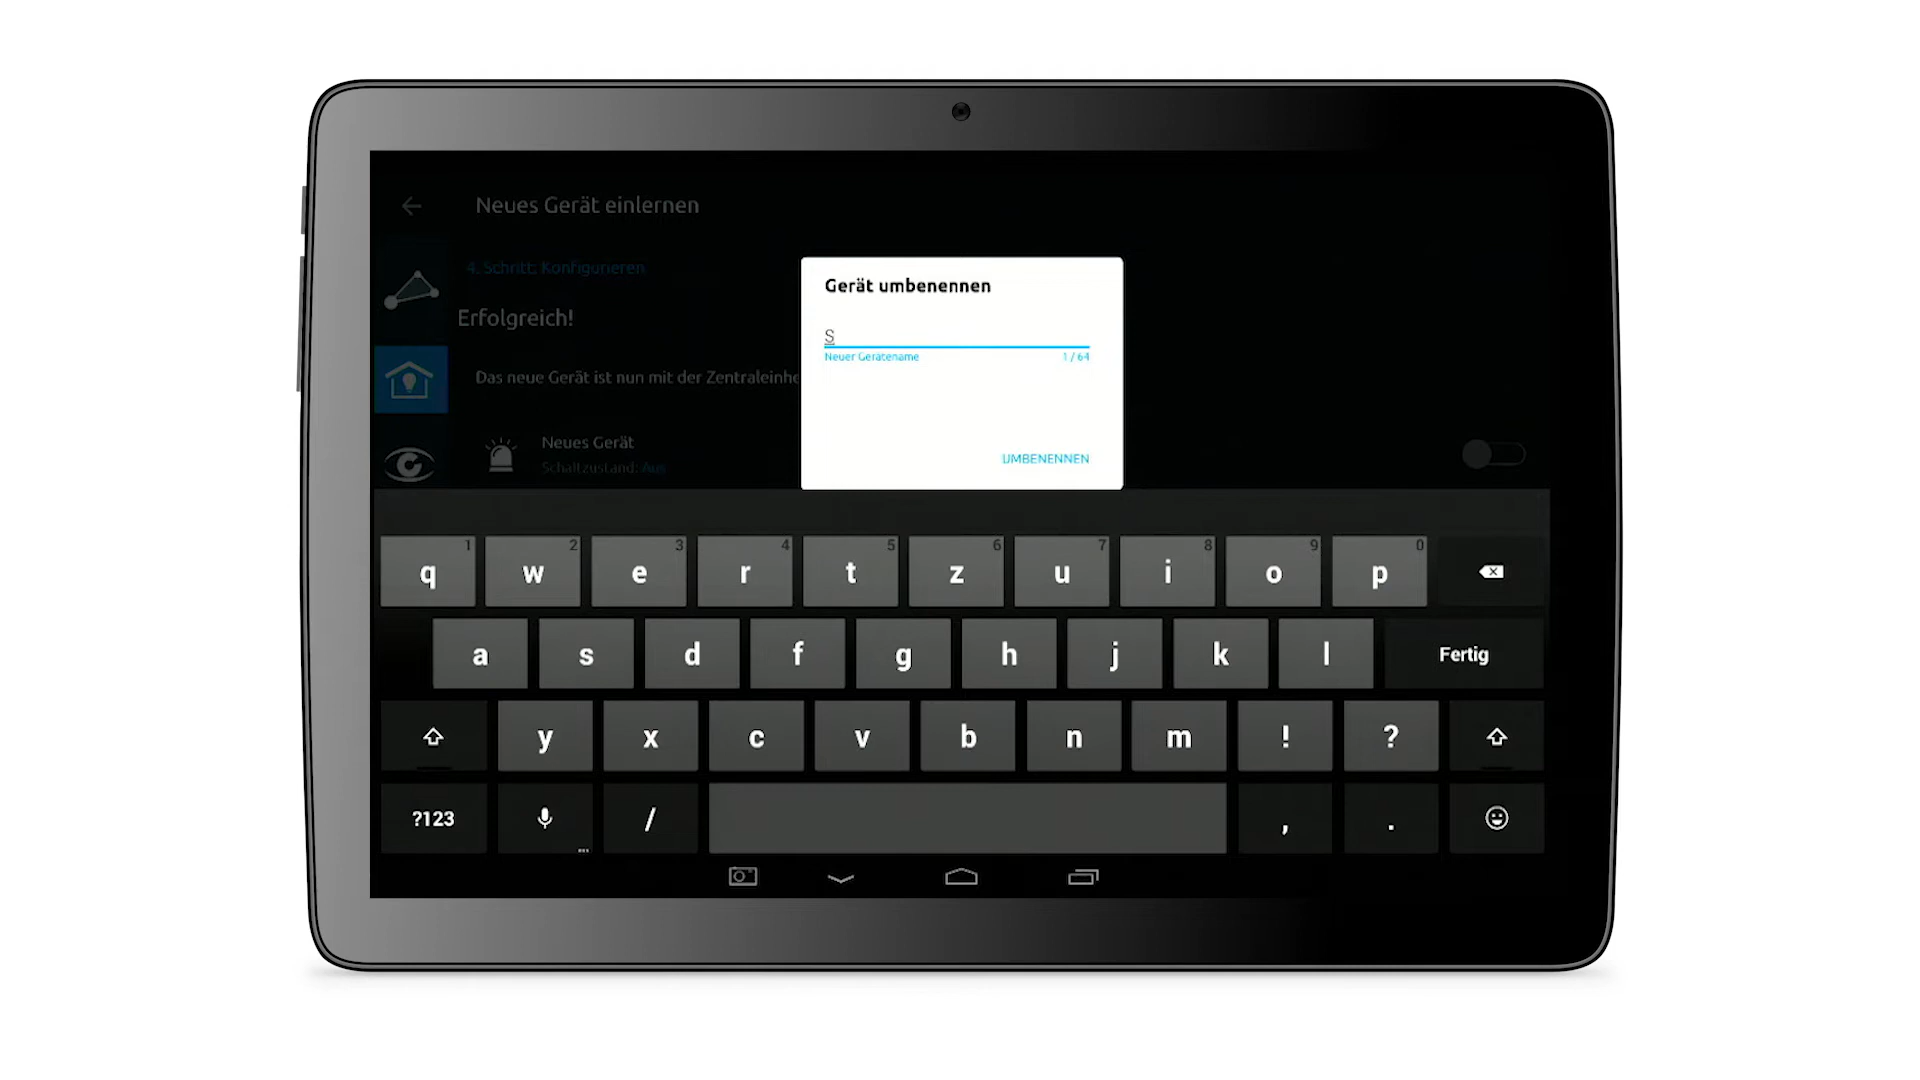 Neues Gerät einlernen
4. Schritt: Konfigurieren
Erfolgreich!
Das neue Gerät ist nun mit der Zentraleinhe
Neues Gerät
Schaltzustand: Aus
Gerät umbenennen
S
Neuer Gerätename 1 / 64
UMBENENNEN
q 1 w 2 e 3 r 4 t 5 z 6 u 7 i 8 o 9 p 0
a s d f g h j k l Fertig
y x c v b n m ! ?
?123 / , .